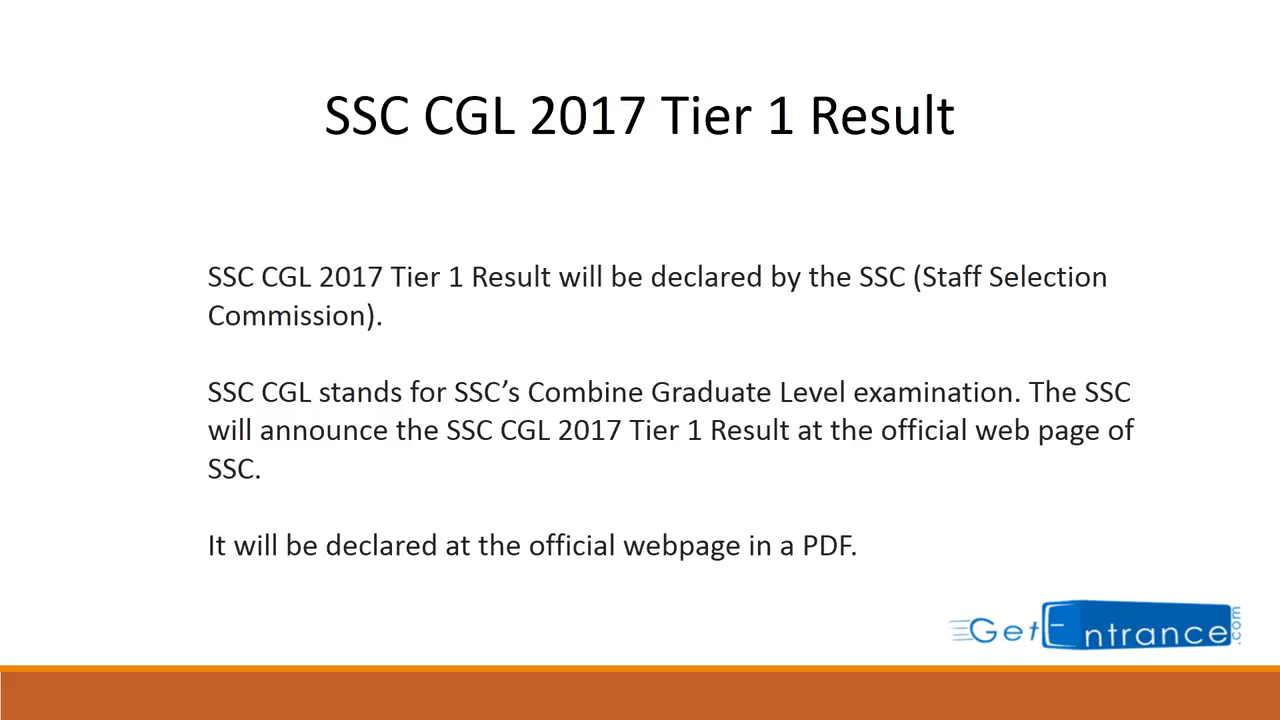 SSC CGL 2017 Tier 1 Result
SSC CGL 2017 Tier 1 Result will be declared by the SSC (Staff Selection
Commission).
SSC CGL stands for SSC’s Combine Graduate Level examination. The SSC
will announce the SSC CGL 2017 Tier 1 Result at the official web page of
SSC.
It will be declared at the official webpage in a PDF.
GetEntrance.com